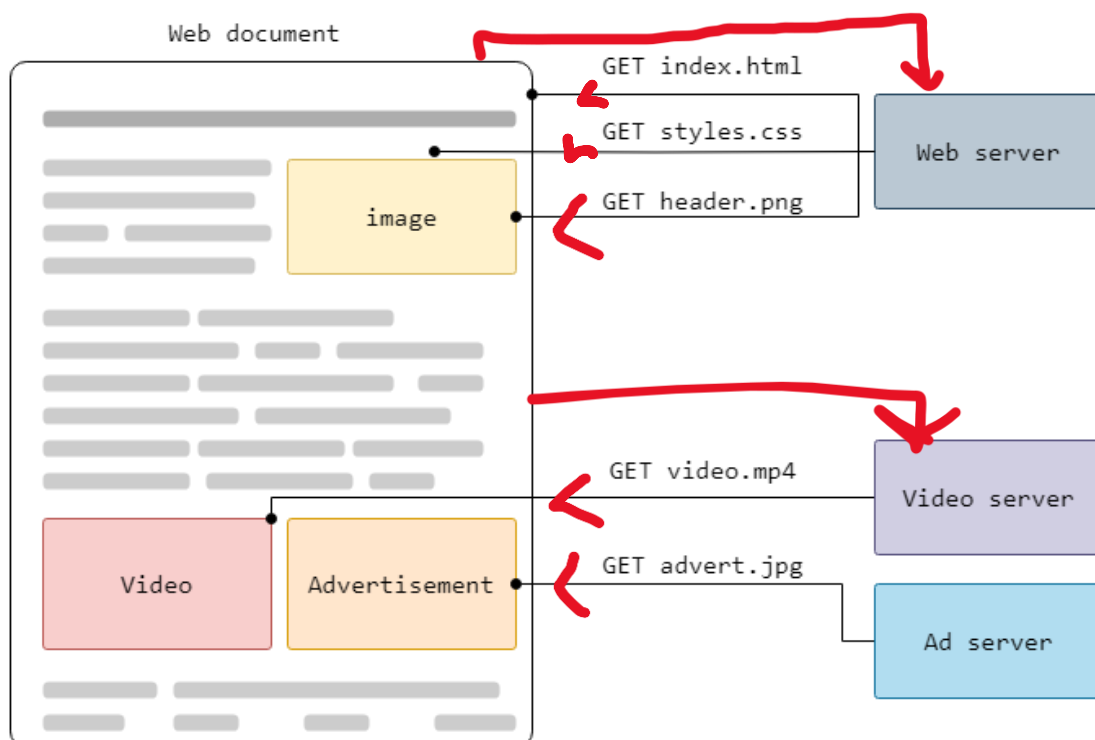 Web document
GET index.html
GET styles.css
Web server
GET header.png
image
GET video.mp4
Video server
GET advert.jpg
Video
Advertisement
Ad server